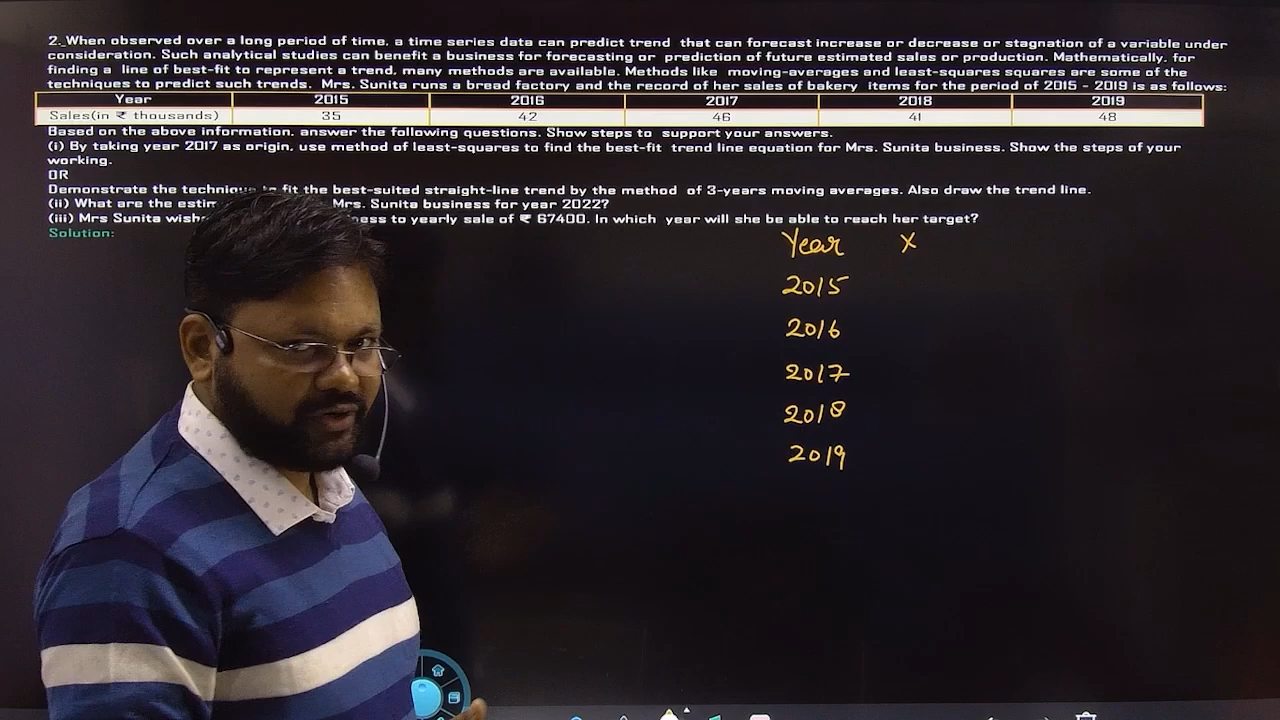 2. When observed over a long period of time, a time series data can predict trend that can forecast increase or decrease or stagnation of a variable under
consideration. Such analytical studies can benefit a business for forecasting or prediction of future estimated sales or production. Mathematically, for
finding a line of best-fit to represent a trend, many methods are available. Methods like moving-averages and least-squares squares are some of the
techniques to predict such trends. Mrs. Sunita runs a bread factory and the record of her sales of bakery items for the period of 2015 - 2019 is as follows:
Year 2015 2016 2017 2018 2019
Sales(in ₹ thousands) 35 42 46 41 48
Based on the above information, answer the following questions. Show steps to support your answers.
(i) By taking year 2017 as origin, use method of least-squares to find the best-fit trend line equation for Mrs. Sunita business. Show the steps of your
working.
OR
Demonstrate the technique to fit the best-suited straight-line trend by the method of 3-years moving averages. Also draw the trend line.
(ii) What are the Mrs. Sunita business for year 2022?
(iii) Mrs Sunita to yearly sale of ₹ 67400. In which year will she be able to reach her target?
Solution:
Year X
2015
2016
2017
2018
2019